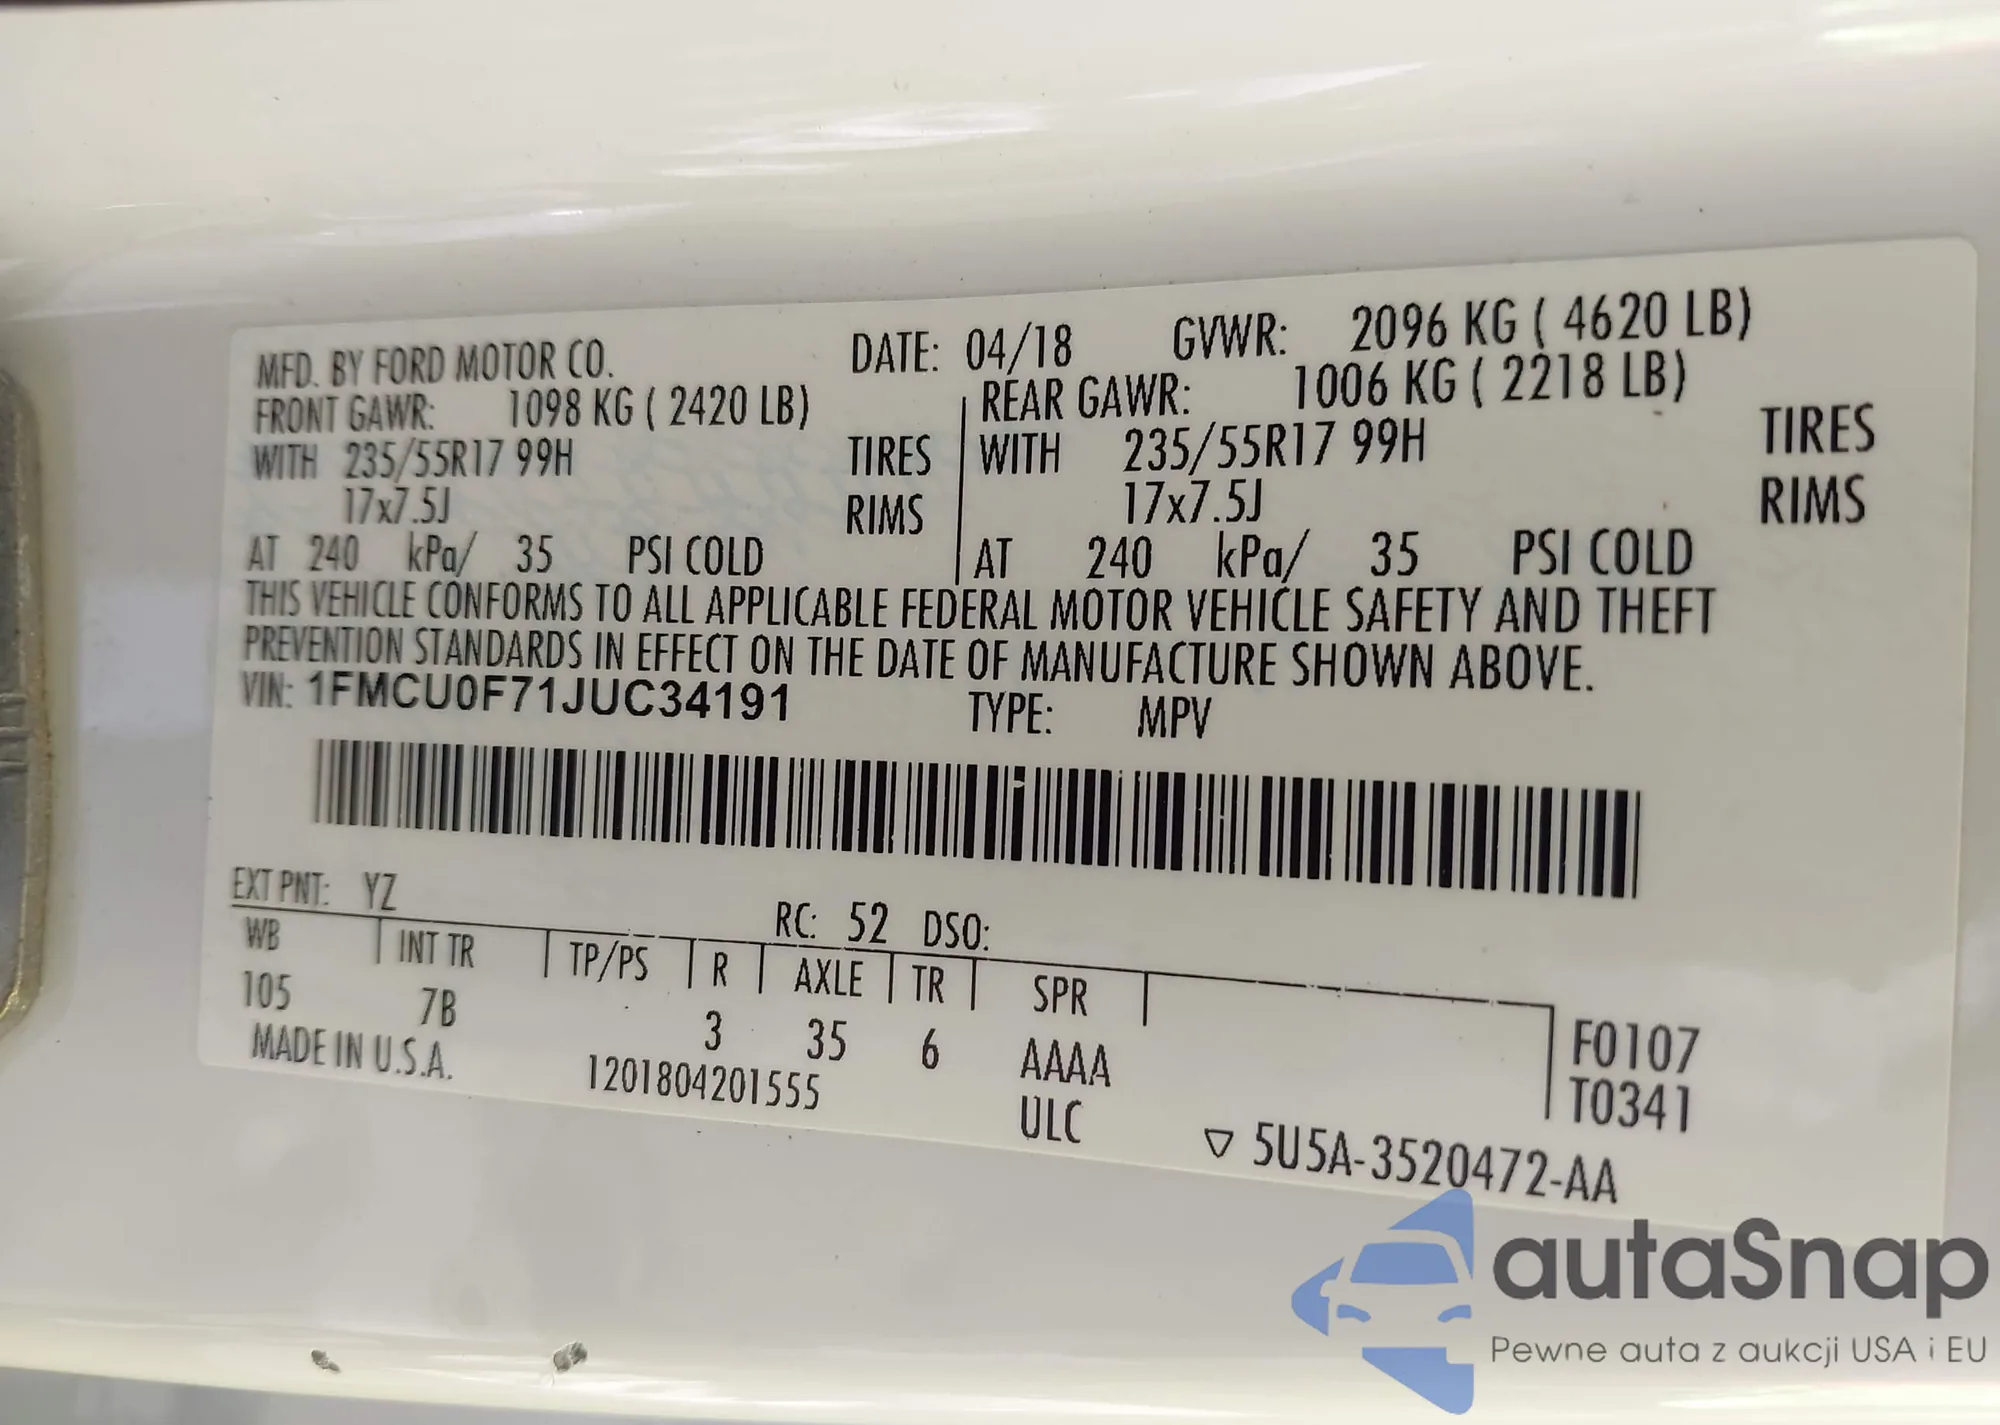 MFD. BY FORD MOTOR CO. DATE: 04/18 GVWR: 2096 KG ( 4620 LB)
FRONT GAWR: 1098 KG ( 2420 LB) REAR GAWR: 1006 KG ( 2218 LB)
WITH 235/55R17 99H TIRES WITH 235/55R17 99H TIRES
17x7.5J RIMS 17x7.5J RIMS
AT 240 kPa/ 35 PSI COLD AT 240 kPa/ 35 PSI COLD
THIS VEHICLE CONFORMS TO ALL APPLICABLE FEDERAL MOTOR VEHICLE SAFETY AND THEFT
PREVENTION STANDARDS IN EFFECT ON THE DATE OF MANUFACTURE SHOWN ABOVE.
VIN: 1FMCU0F71JUC34191 TYPE: MPV
EXT PNT: YZ RC: 52 DSO:
WB INT TR TP/PS R AXLE TR SPR
105 7B 3 35 6 AAAA F0107
MADE IN U.S.A. 1201804201555 ULC T0341
▽ 5U5A-3520472-AA
autaSnap
Pewne auta z aukcji USA i EU